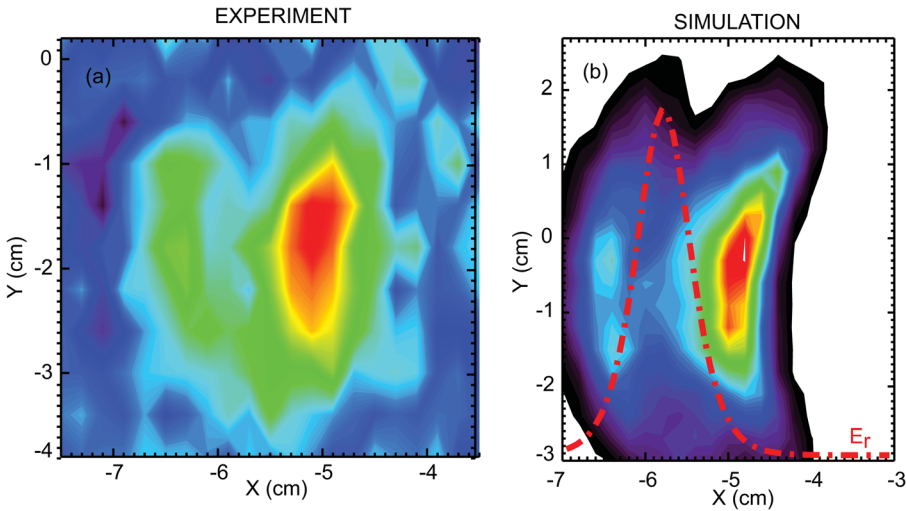 EXPERIMENT
(a)
0
-1
-2
-3
-4
Y (cm)
-7
-6
-5
-4
X (cm)
SIMULATION
(b)
2
1
0
-1
-2
-3
Y (cm)
Er
-7
-6
-5
-4
-3
X (cm)